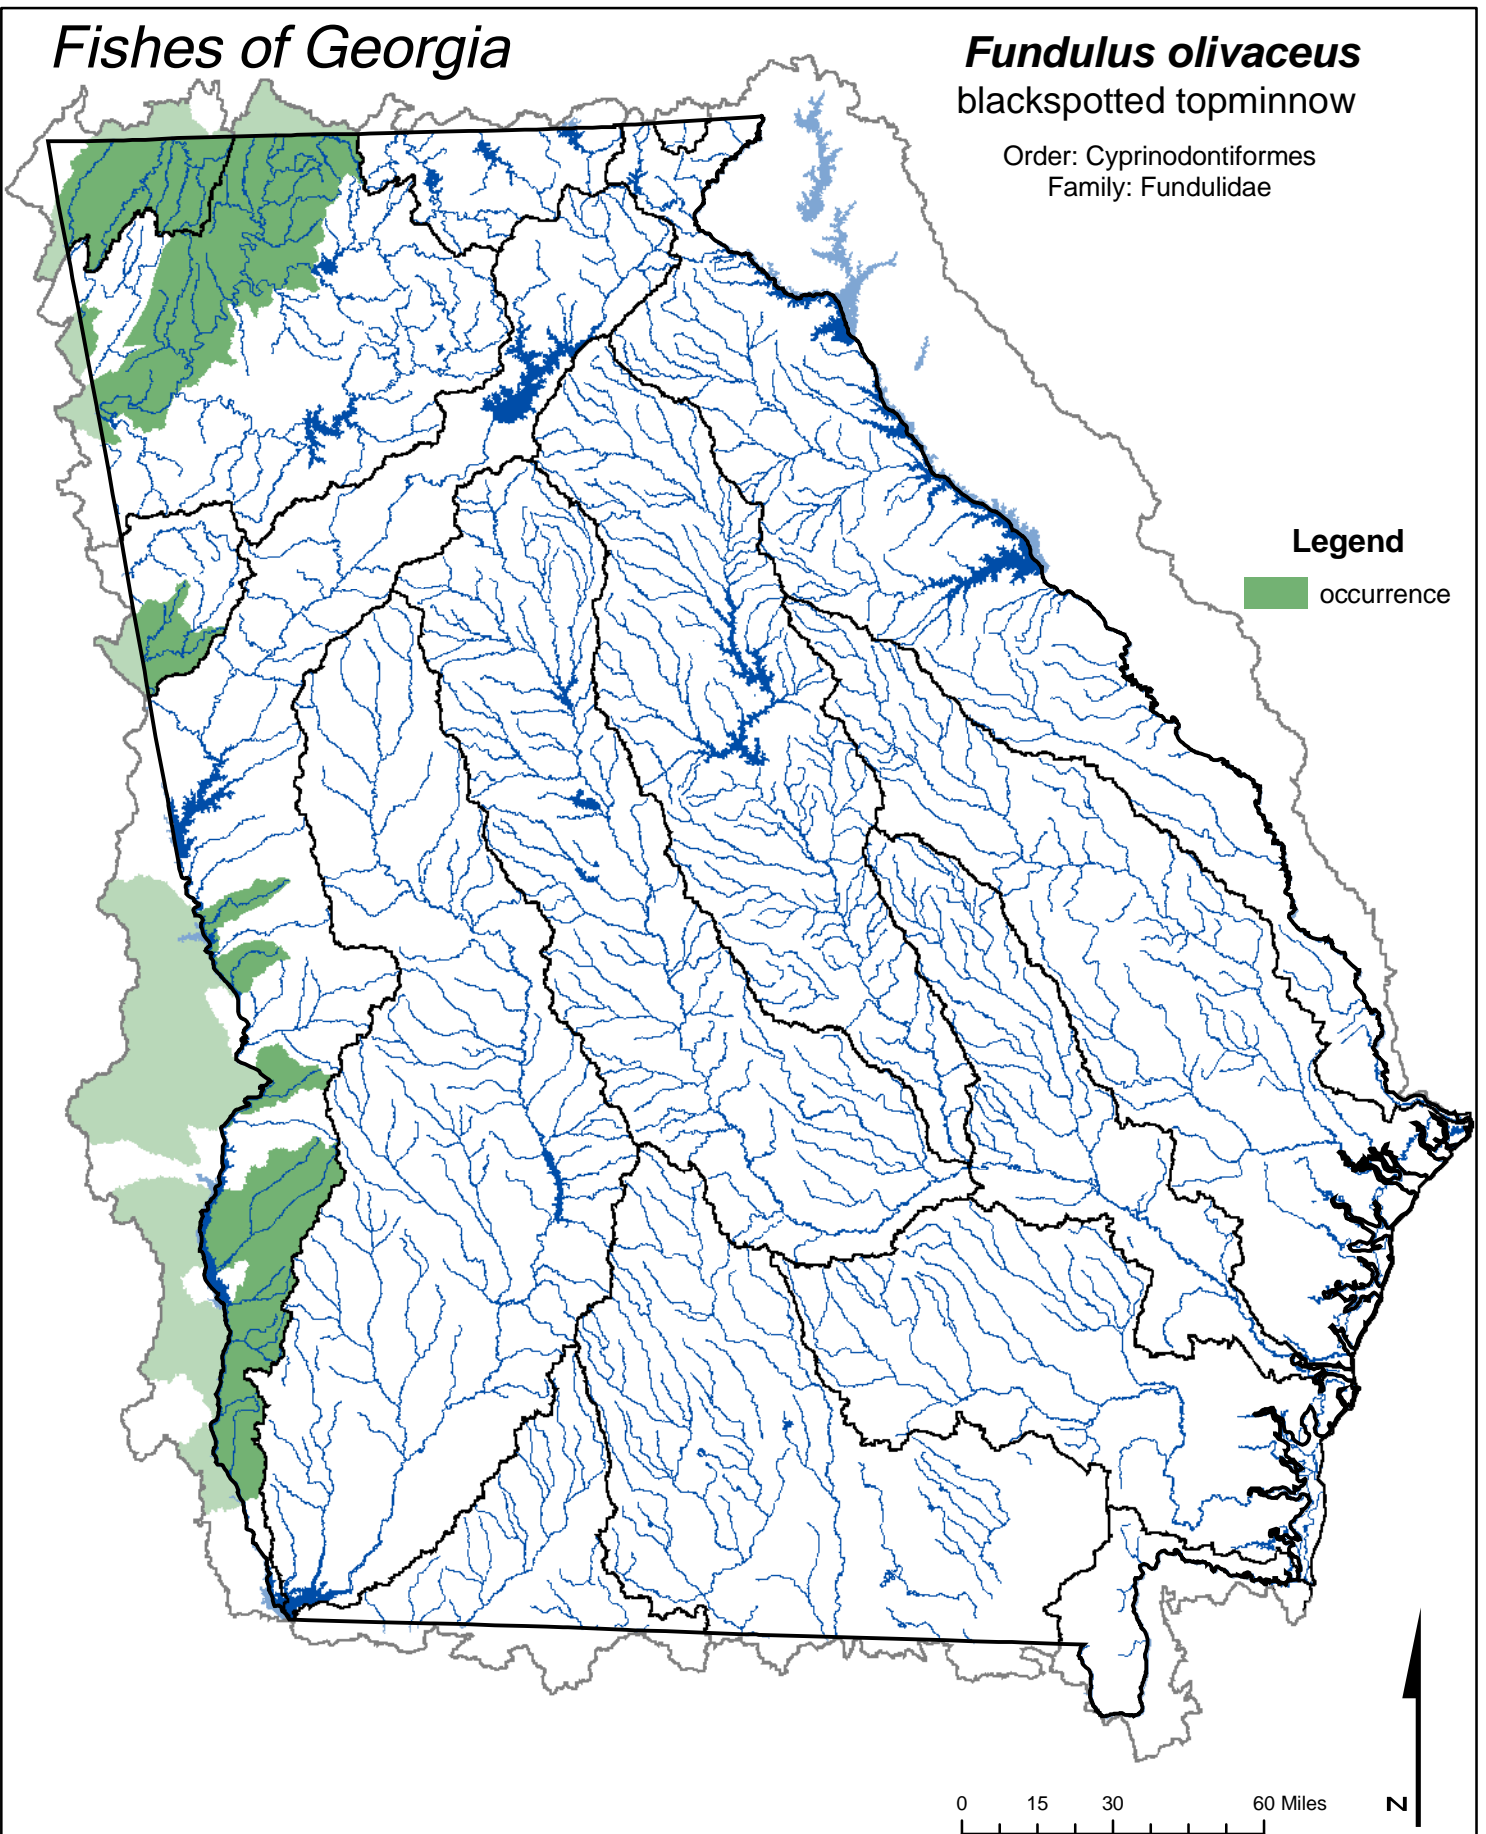 Fishes of Georgia
Fundulus olivaceus
blackspotted topminnow
Order: Cyprinodontiformes
Family: Fundulidae
Legend
occurrence
0 15 30 60 Miles
N